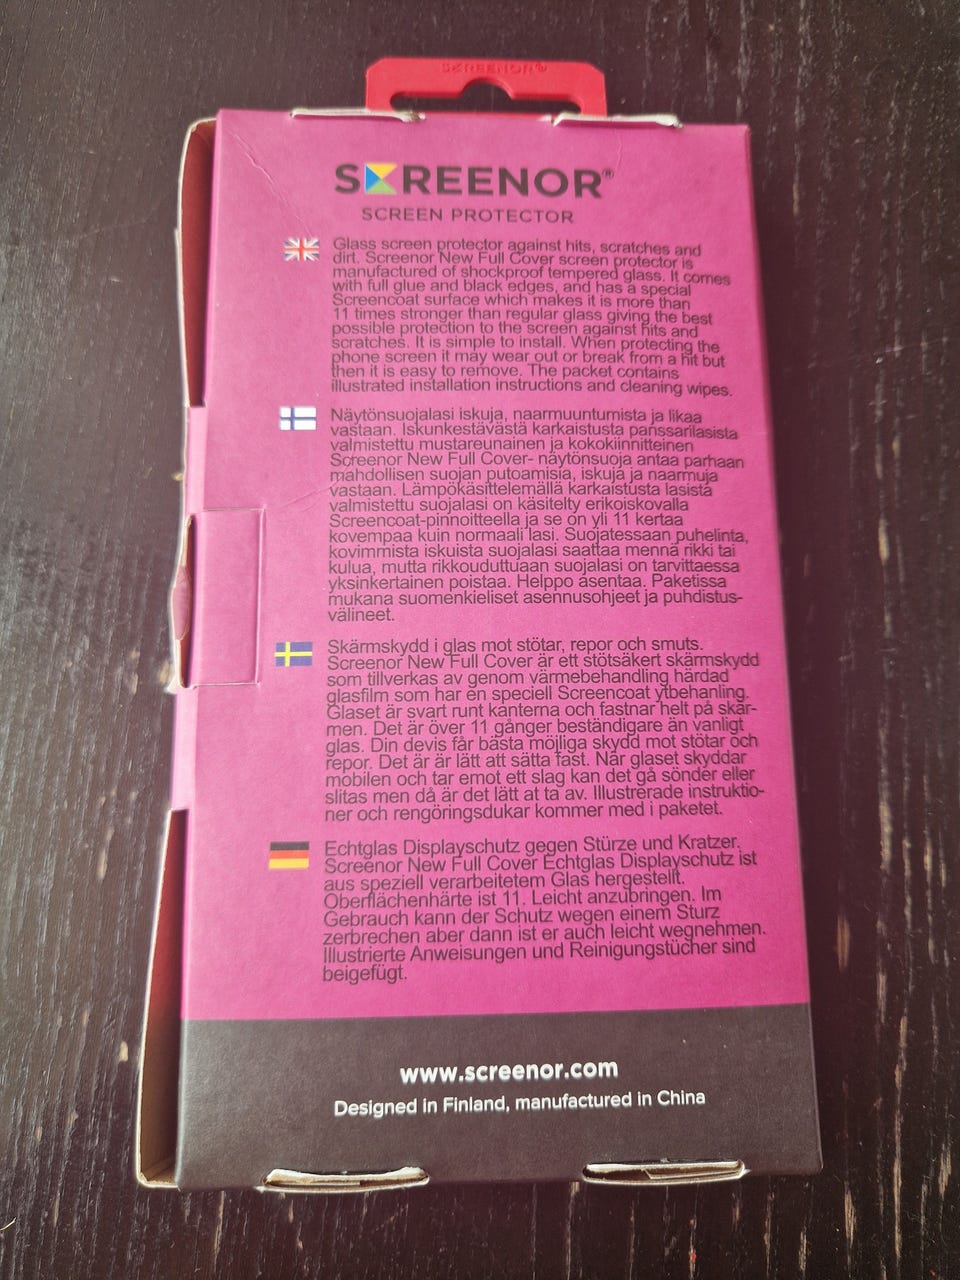 SCREENOR®
SCREENOR®
SCREEN PROTECTOR
Glass screen protector against hits, scratches and
dirt. Screenor New Full Cover screen protector is
manufactured of shockproof tempered glass. It comes
with full glue and black edges, and has a special
Screencoat surface which makes it is more than
11 times stronger than regular glass giving the best
possible protection to the screen against hits and
scratches. It is simple to install. When protecting the
phone screen it may wear out or break from a hit but
then it is easy to remove. The packet contains
illustrated installation instructions and cleaning wipes.
Näytönsuojalasi iskuja, naarmuuntumista ja likaa
vastaan. Iskunkestävästä karkaistusta panssarilasista
valmistettu mustareunainen ja kokokiinnitteinen
Screenor New Full Cover- näytönsuoja antaa parhaan
mahdollisen suojan putoamisia, iskuja ja naarmuja
vastaan. Lämpökäsittelemällä karkaistusta lasista
valmistettu suojalasi on käsitelty erikoiskovalla
Screencoat-pinnoitteella ja se on yli 11 kertaa
kovempaa kuin normaali lasi. Suojatessaan puhelinta,
kovimmista iskuista suojalasi saattaa mennä rikki tai
kulua, mutta rikkouduttuaan suojalasi on tarvittaessa
yksinkertainen poistaa. Helppo asentaa. Paketissa
mukana suomenkieliset asennusohjeet ja puhdistus-
välineet.
Skärmskydd i glas mot stötar, repor och smuts.
Screenor New Full Cover är ett stötsäkert skärmskydd
som tillverkas av genom värmebehandling härdad
glasfilm som har en speciell Screencoat ytbehanling.
Glaset är svart runt kanterna och fastnar helt på skär-
men. Det är över 11 gånger beständigare än vanligt
glas. Din devis får bästa möjliga skydd mot stötar och
repor. Det är är lätt att sätta fast. När glaset skyddar
mobilen och tar emot ett slag kan det gå sönder eller
slitas men då är det lätt at ta av. Illustrerade instruktio-
ner och rengöringsdukar kommer med i paketet.
Echtglas Displayschutz gegen Stürze und Kratzer.
Screenor New Full Cover Echtglas Displayschutz ist
aus speziell verarbeitetem Glas hergestellt.
Oberflächenhärte ist 11. Leicht anzubringen. Im
Gebrauch kann der Schutz wegen einem Sturz
zerbrechen aber dann ist er auch leicht wegnehmen.
Illustrierte Anweisungen und Reinigungstücher sind
beigefügt.
www.screenor.com
Designed in Finland, manufactured in China